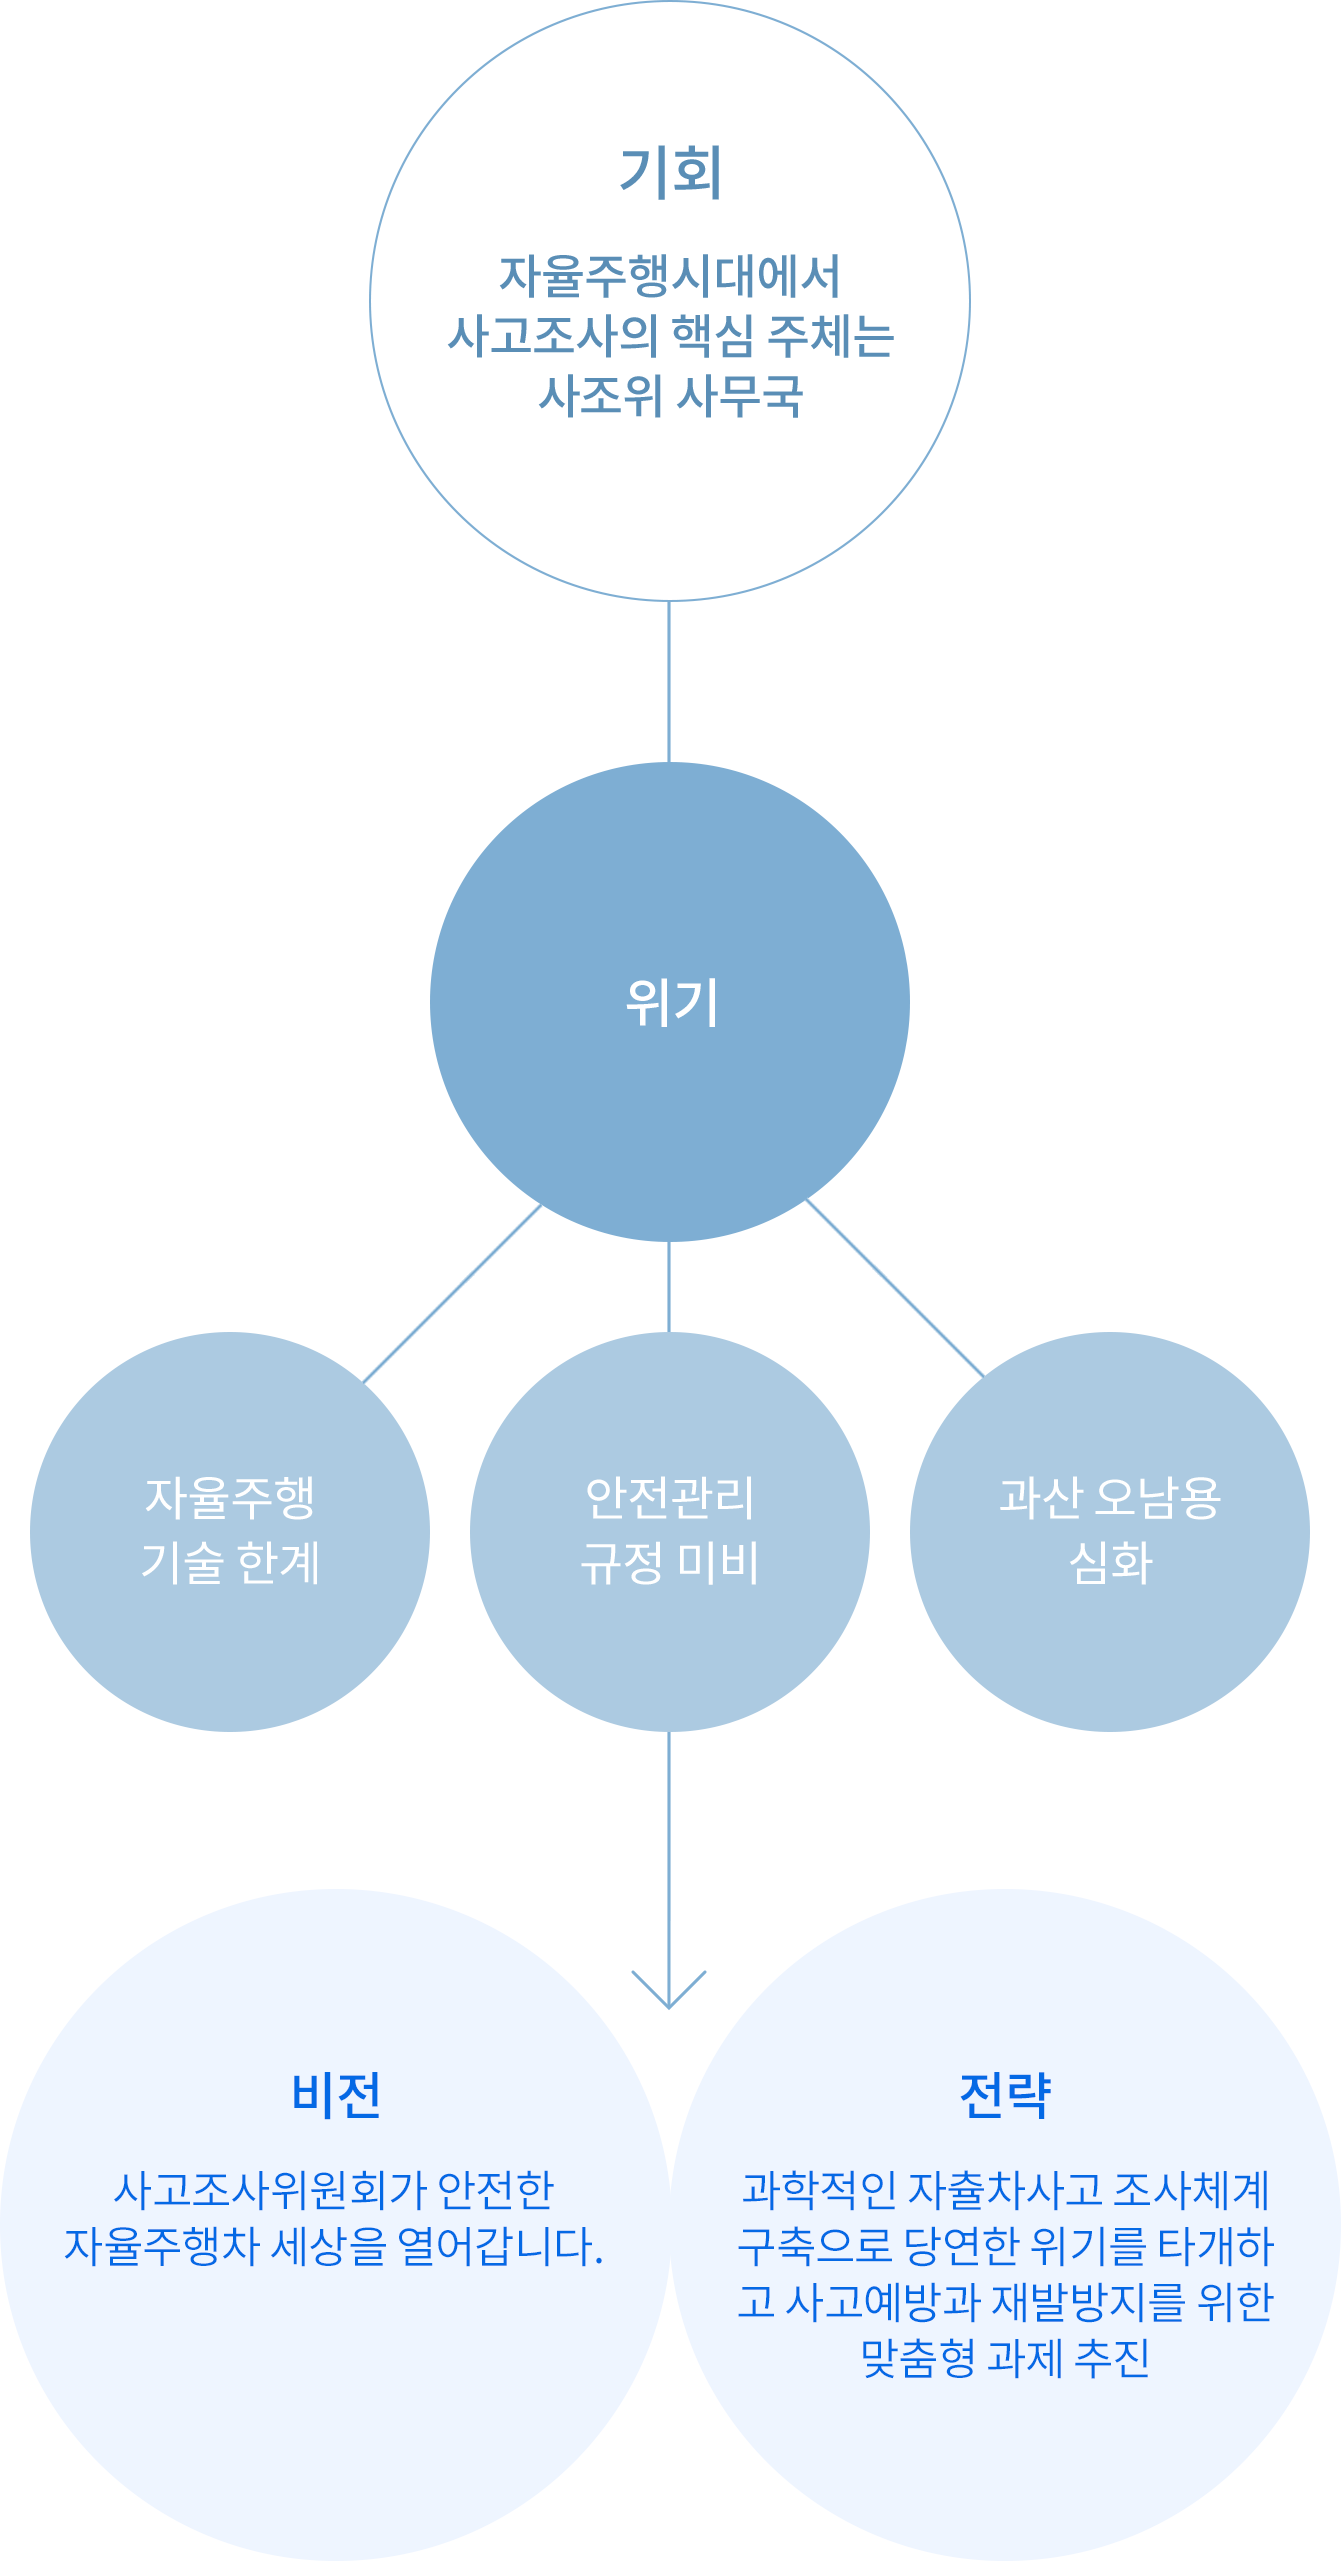 기회
자율주행시대에서
사고조사의 핵심 주체는
사조위 사무국
위기
자율주행
기술 한계
안전관리
규정 미비
과산 오남용
심화
비전
사고조사위원회가 안전한
자율주행차 세상을 열어갑니다.
전략
과학적인 자율차사고 조사체계
구축으로 당연한 위기를 타개하
고 사고예방과 재발방지를 위한
맞춤형 과제 추진